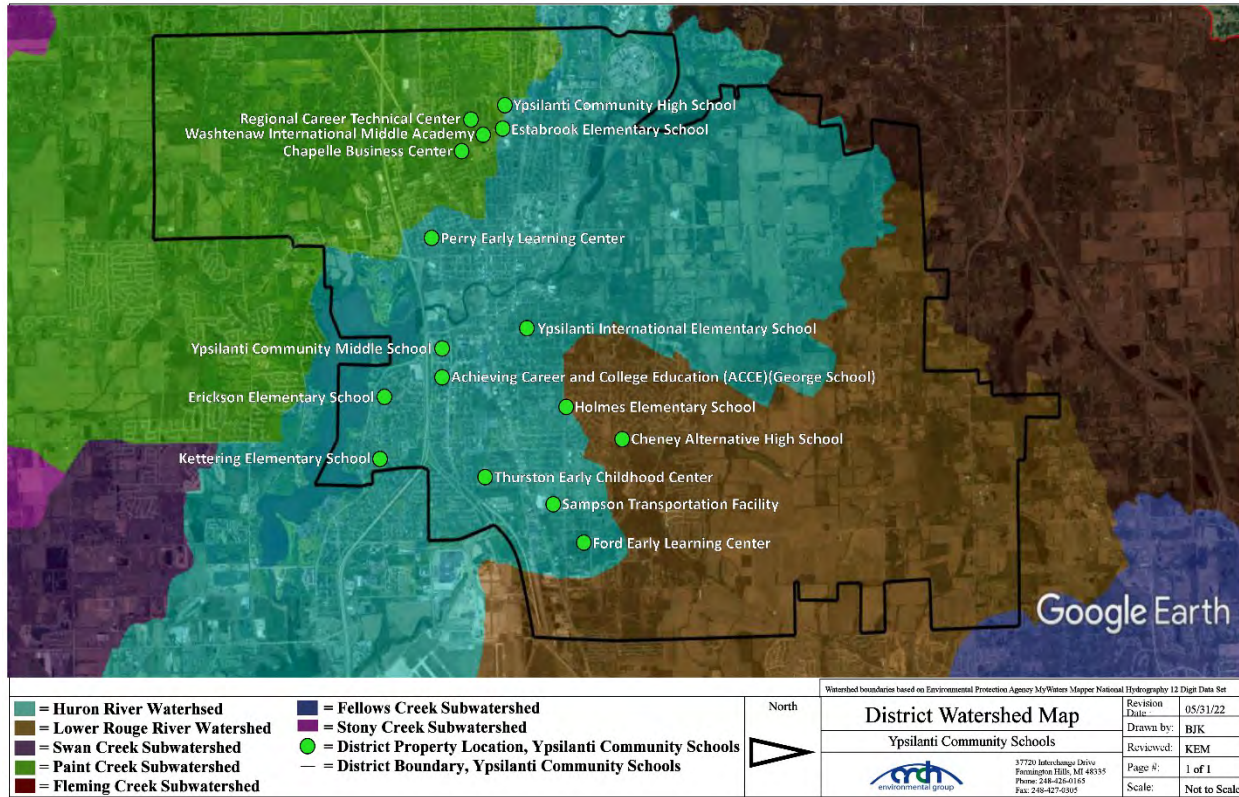 Ypsilanti Community High School
Regional Career Technical Center
Estabrook Elementary School
Washtenaw International Middle Academy
Chapelle Business Center
Perry Early Learning Center
Ypsilanti International Elementary School
Ypsilanti Community Middle School
Achieving Career and College Education (ACCE)(George School)
Erickson Elementary School
Holmes Elementary School
Cheney Alternative High School
Kettering Elementary School
Thurston Early Childhood Center
Sampson Transportation Facility
Ford Early Learning Center
Google Earth
Watershed boundaries based on Environmental Protection Agency MyWaters Mapper National Hydrography 12 Digit Data Set
= Huron River Waterhsed
= Lower Rouge River Watershed
= Swan Creek Subwatershed
= Paint Creek Subwatershed
= Fleming Creek Subwatershed
= Fellows Creek Subwatershed
= Stony Creek Subwatershed
= District Property Location, Ypsilanti Community Schools
= District Boundary, Ypsilanti Community Schools
North
District Watershed Map
Ypsilanti Community Schools
arch
environmental group
37720 Interchange Drive
Farmington Hills, MI 48335
Phone: 248-426-0165
Fax: 248-427-0305
Revision Date: 05/31/22
Drawn by: BJK
Reviewed: KEM
Page #: 1 of 1
Scale: Not to Scale